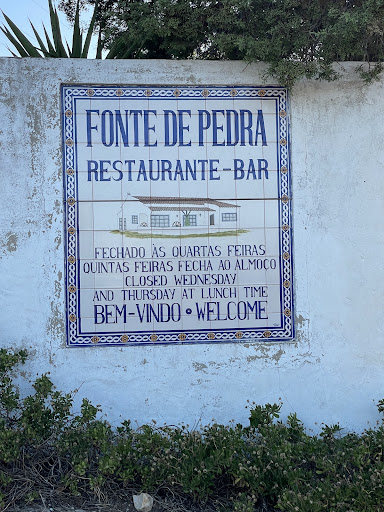 FONTE DE PEDRA
RESTAURANTE-BAR
FECHADO ÀS QUARTAS FEIRAS
QUINTAS FEIRAS FECHA AO ALMOÇO
CLOSED WEDNESDAY
AND THURSDAY AT LUNCH TIME
BEM-VINDO • WELCOME